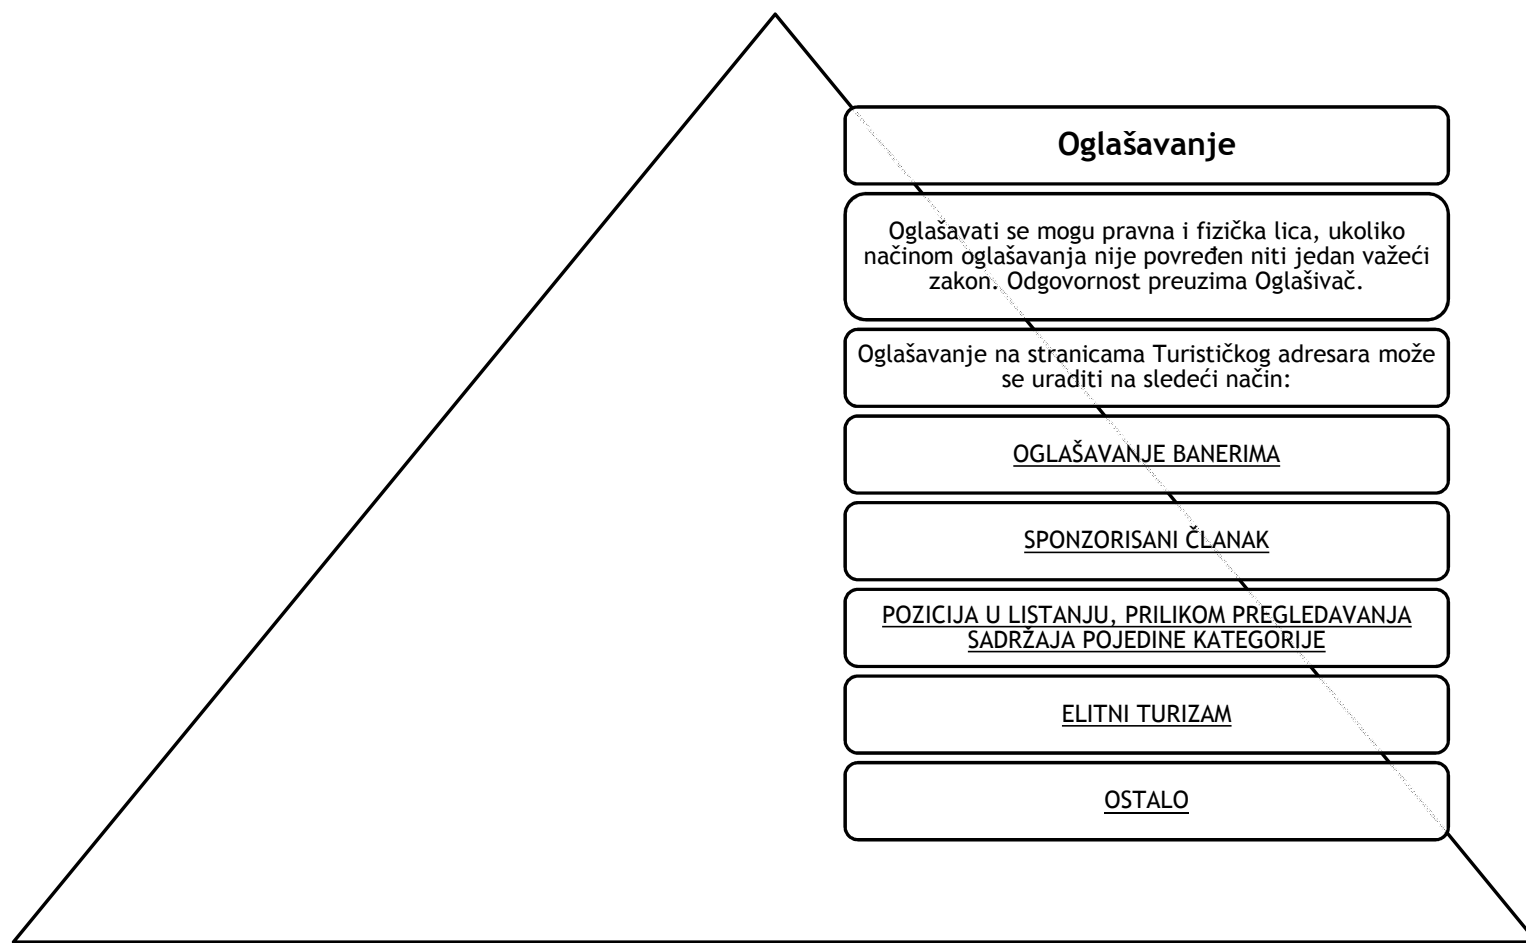 Oglašavanje
Oglašavati se mogu pravna i fizička lica, ukoliko
načinom oglašavanja nije povređen niti jedan važeći
zakon. Odgovornost preuzima Oglašivač.
Oglašavanje na stranicama Turističkog adresara može
se uraditi na sledeći način:
OGLAŠAVANJE BANERIMA
SPONZORISANI ČLANAK
POZICIJA U LISTANJU, PRILIKOM PREGLEDAVANJA
SADRŽAJA POJEDINE KATEGORIJE
ELITNI TURIZAM
OSTALO